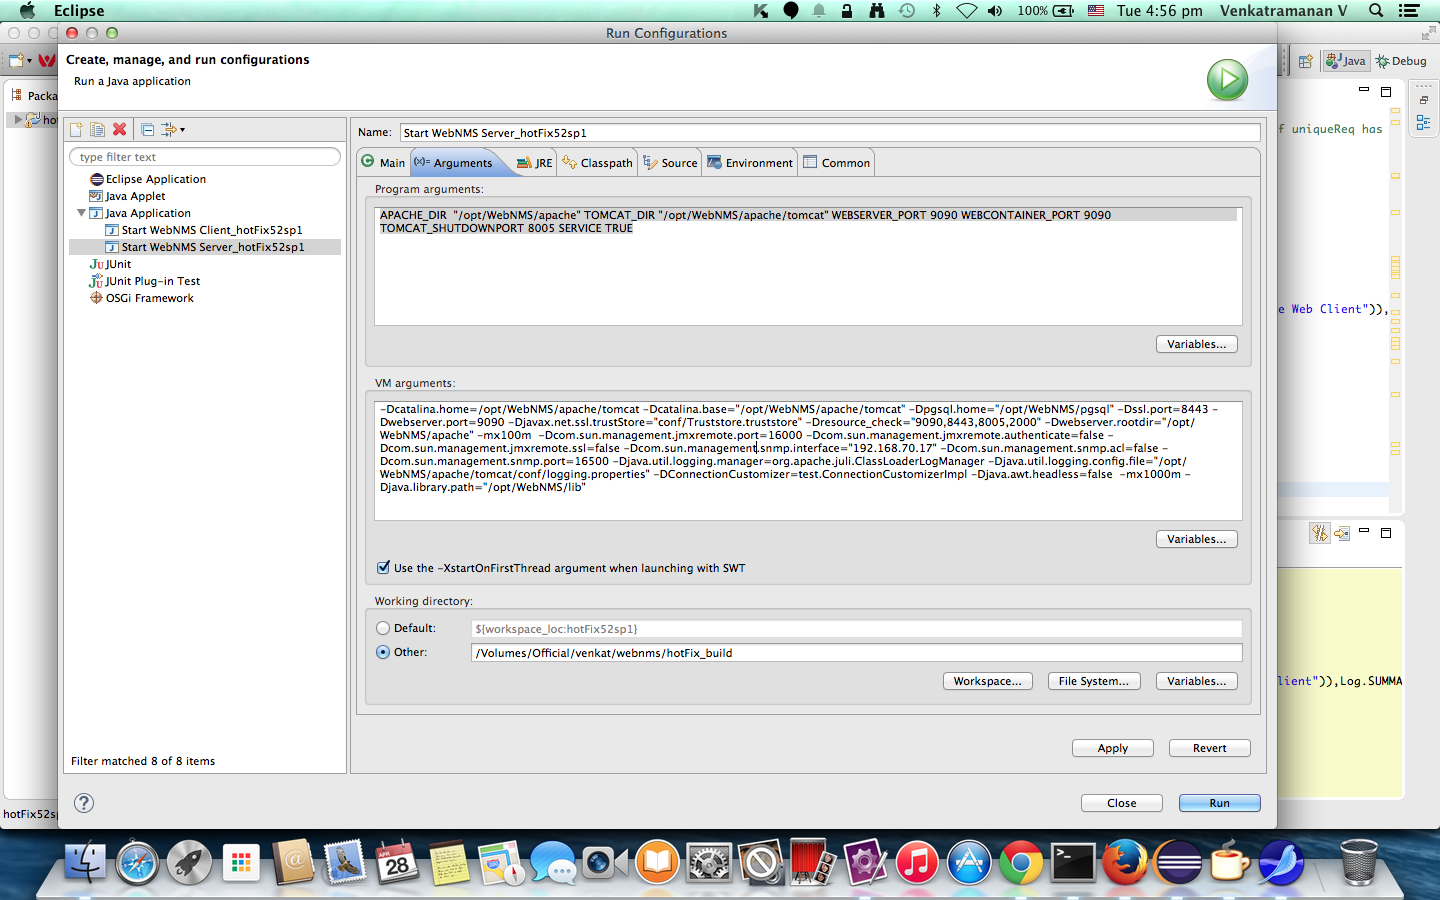 Eclipse
100%
Tue 4:56 pm
Venkatramanan V
Run Configurations
Create, manage, and run configurations
Run a Java application
Java
Debug
Packa
ho
type filter text
Eclipse Application
Java Applet
Java Application
Start WebNMS Client_hotFix52sp1
Start WebNMS Server_hotFix52sp1
JUnit
JUnit Plug-in Test
OSGi Framework
Filter matched 8 of 8 items
hotFix52s
Name:
Start WebNMS Server_hotFix52sp1
Main
(x)= Arguments
JRE
Classpath
Source
Environment
Common
Program arguments:
APACHE_DIR "/opt/WebNMS/apache" TOMCAT_DIR "/opt/WebNMS/apache/tomcat" WEBSERVER_PORT 9090 WEBCONTAINER_PORT 9090
TOMCAT_SHUTDOWNPORT 8005 SERVICE TRUE
Variables...
VM arguments:
-Dcatalina.home=/opt/WebNMS/apache/tomcat -Dcatalina.base="/opt/WebNMS/apache/tomcat" -Dpgsql.home="/opt/WebNMS/pgsql" -Dssl.port=8443 -
Dwebserver.port=9090 -Djavax.net.ssl.trustStore="conf/Truststore.truststore" -Dresource_check="9090,8443,8005,2000" -Dwebserver.rootdir="/opt/
WebNMS/apache" -mx100m -Dcom.sun.management.jmxremote.port=16000 -Dcom.sun.management.jmxremote.authenticate=false -
Dcom.sun.management.jmxremote.ssl=false -Dcom.sun.management.snmp.interface="192.168.70.17" -Dcom.sun.management.snmp.acl=false -
Dcom.sun.management.snmp.port=16500 -Djava.util.logging.manager=org.apache.juli.ClassLoaderLogManager -Djava.util.logging.config.file="/opt/
WebNMS/apache/tomcat/conf/logging.properties" -DConnectionCustomizer=test.ConnectionCustomizerImpl -Djava.awt.headless=false -mx1000m -
Djava.library.path="/opt/WebNMS/lib"
Variables...
Use the -XstartOnFirstThread argument when launching with SWT
Working directory:
Default:
${workspace_loc:hotFix52sp1}
Other:
/Volumes/Official/venkat/webnms/hotFix_build
Workspace...
File System...
Variables...
Apply
Revert
Close
Run
f uniqueReq has
e Web Client")),
lient")),Log.SUMMA
APR
28